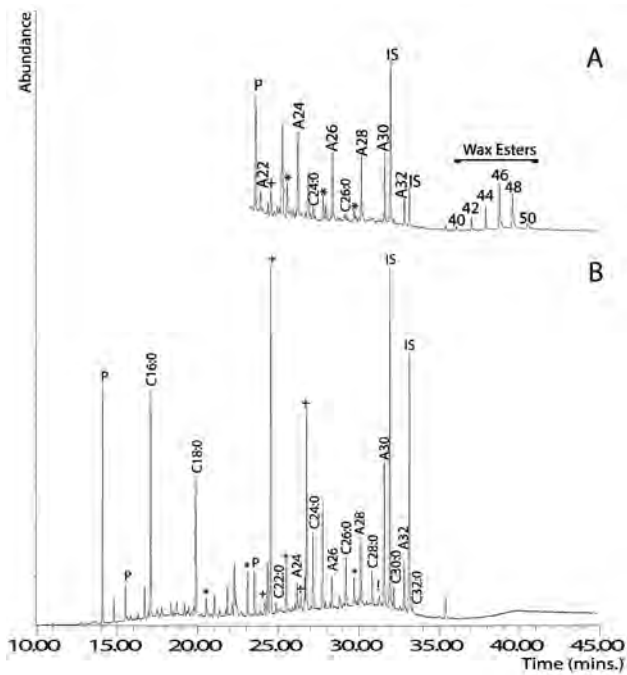 Abundance
A
P
A22
+
*
A24
C24:0
*
A26
C26:0
*
A28
A30
IS
A32
IS
Wax Esters
40
42
44
46
48
50
B
P
P
C16:0
C18:0
*
*
P
+
+
C22:0
+
A24
+
+
C24:0
A26
C26:0
*
A28
C28:0
A30
IS
C30:0
A32
IS
C32:0
10.00 15.00 20.00 25.00 30.00 35.00 40.00 45.00
Time (mins.)